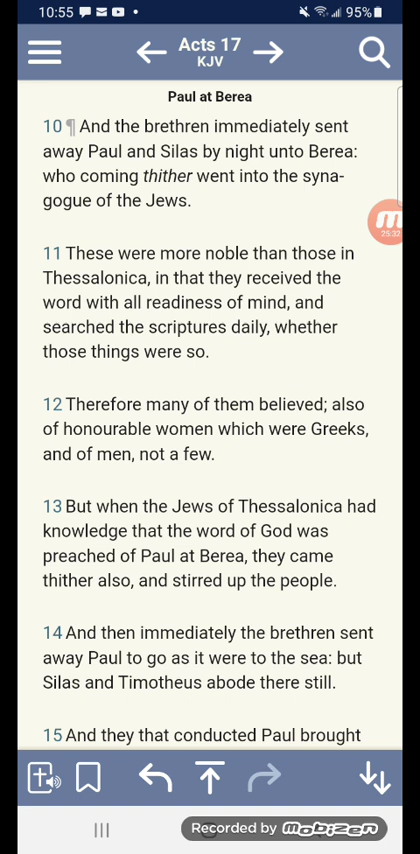 10:55
95%
Acts 17
KJV
Paul at Berea
10 ¶ And the brethren immediately sent
away Paul and Silas by night unto Berea:
who coming thither went into the syna-
gogue of the Jews.
11 These were more noble than those in
Thessalonica, in that they received the
word with all readiness of mind, and
searched the scriptures daily, whether
those things were so.
12 Therefore many of them believed; also
of honourable women which were Greeks,
and of men, not a few.
13 But when the Jews of Thessalonica had
knowledge that the word of God was
preached of Paul at Berea, they came
thither also, and stirred up the people.
14 And then immediately the brethren sent
away Paul to go as it were to the sea: but
Silas and Timotheus abode there still.
15 And they that conducted Paul brought
m
25:32
Recorded by mobizen